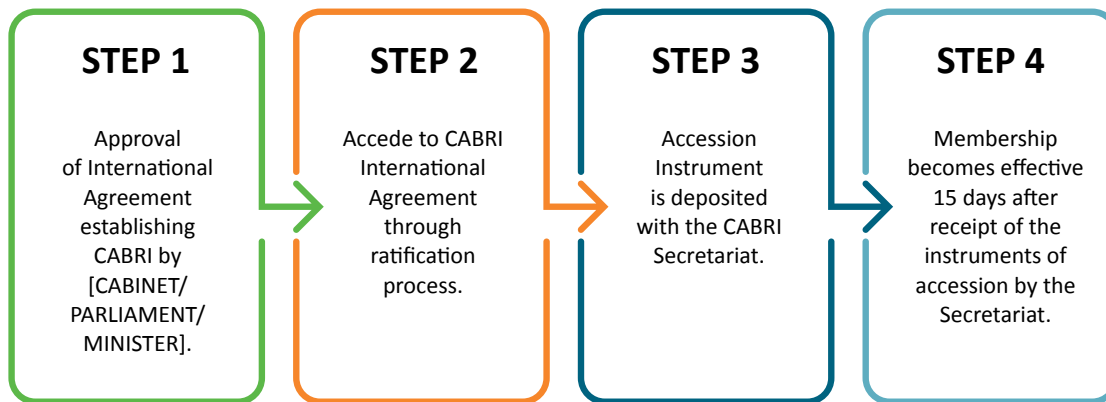 STEP 1
Approval
of International
Agreement
establishing
CABRI by
[CABINET/
PARLIAMENT/
MINISTER].
STEP 2
Accede to CABRI
International
Agreement
through
ratification
process.
STEP 3
Accession
Instrument
is deposited
with the CABRI
Secretariat.
STEP 4
Membership
becomes effective
15 days after
receipt of the
instruments of
accession by the
Secretariat.